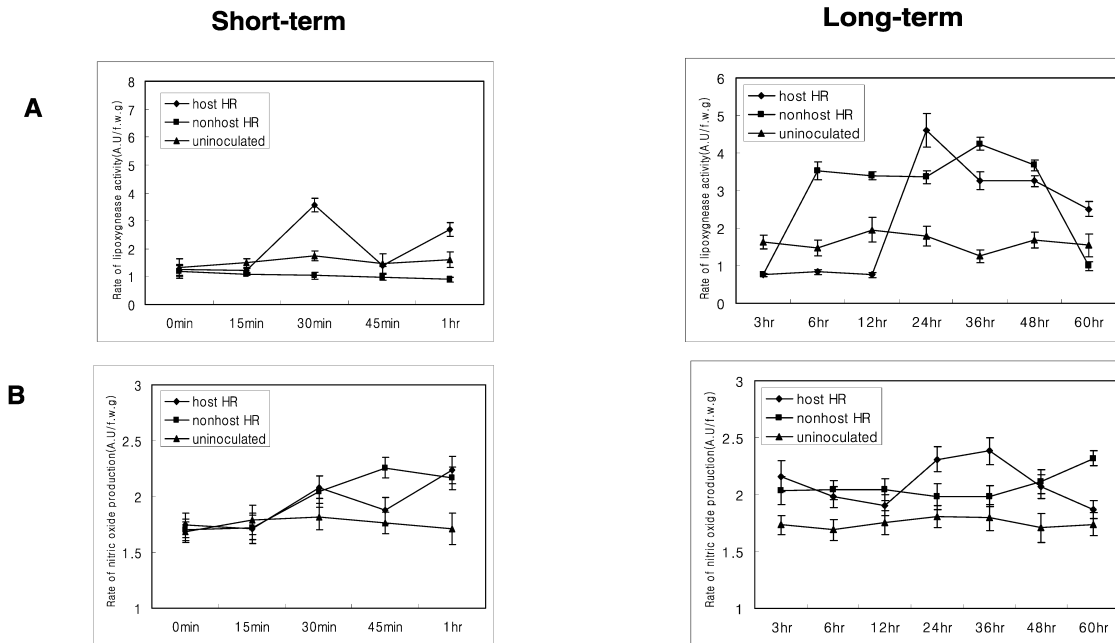 Short-term
Long-term
A
Rate of lipoxygnease activity(A.U/f.w.g)
8
7
6
5
4
3
2
1
0
host HR
nonhost HR
uninoculated
0min 15min 30min 45min 1hr
Rate of lipoxygnease activity(A.U/f.w.g)
6
5
4
3
2
1
0
host HR
nonhost HR
uninoculated
3hr 6hr 12hr 24hr 36hr 48hr 60hr
B
Rate of nitric oxide production(A.U/f.w.g)
3
2.5
2
1.5
1
host HR
nonhost HR
uninoculated
0min 15min 30min 45min 1hr
Rate of nitric oxide production(A.U/f.w.g)
3
2.5
2
1.5
1
host HR
nonhost HR
uninoculated
3hr 6hr 12hr 24hr 36hr 48hr 60hr